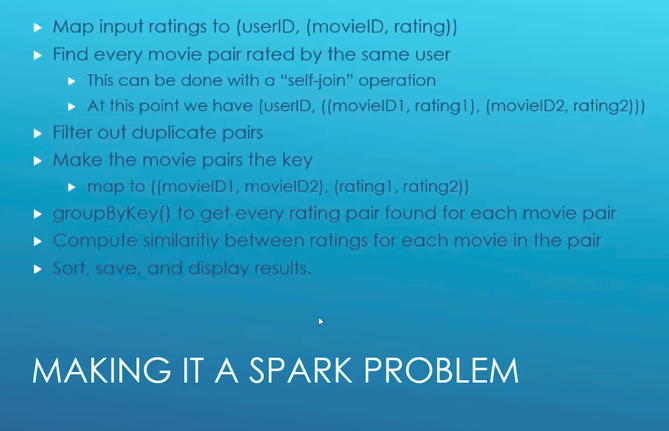 Map input ratings to (userID, (movieID, rating))
Find every movie pair rated by the same user
This can be done with a “self-join” operation
At this point we have (userID, ((movieID1, rating1), (movieID2, rating2)))
Filter out duplicate pairs
Make the movie pairs the key
map to ((movieID1, movieID2), (rating1, rating2))
groupByKey() to get every rating pair found for each movie pair
Compute similaritiy between ratings for each movie in the pair
Sort, save, and display results.
MAKING IT A SPARK PROBLEM